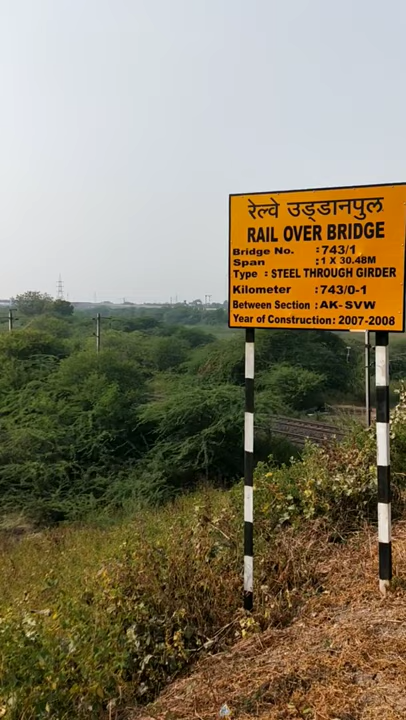 रेल्वे उड्डानपुल
RAIL OVER BRIDGE
Bridge No. : 743/1
Span : 1 X 30.48M
Type : STEEL THROUGH GIRDER
Kilometer : 743/0-1
Between Section : AK-SVW
Year of Construction : 2007-2008